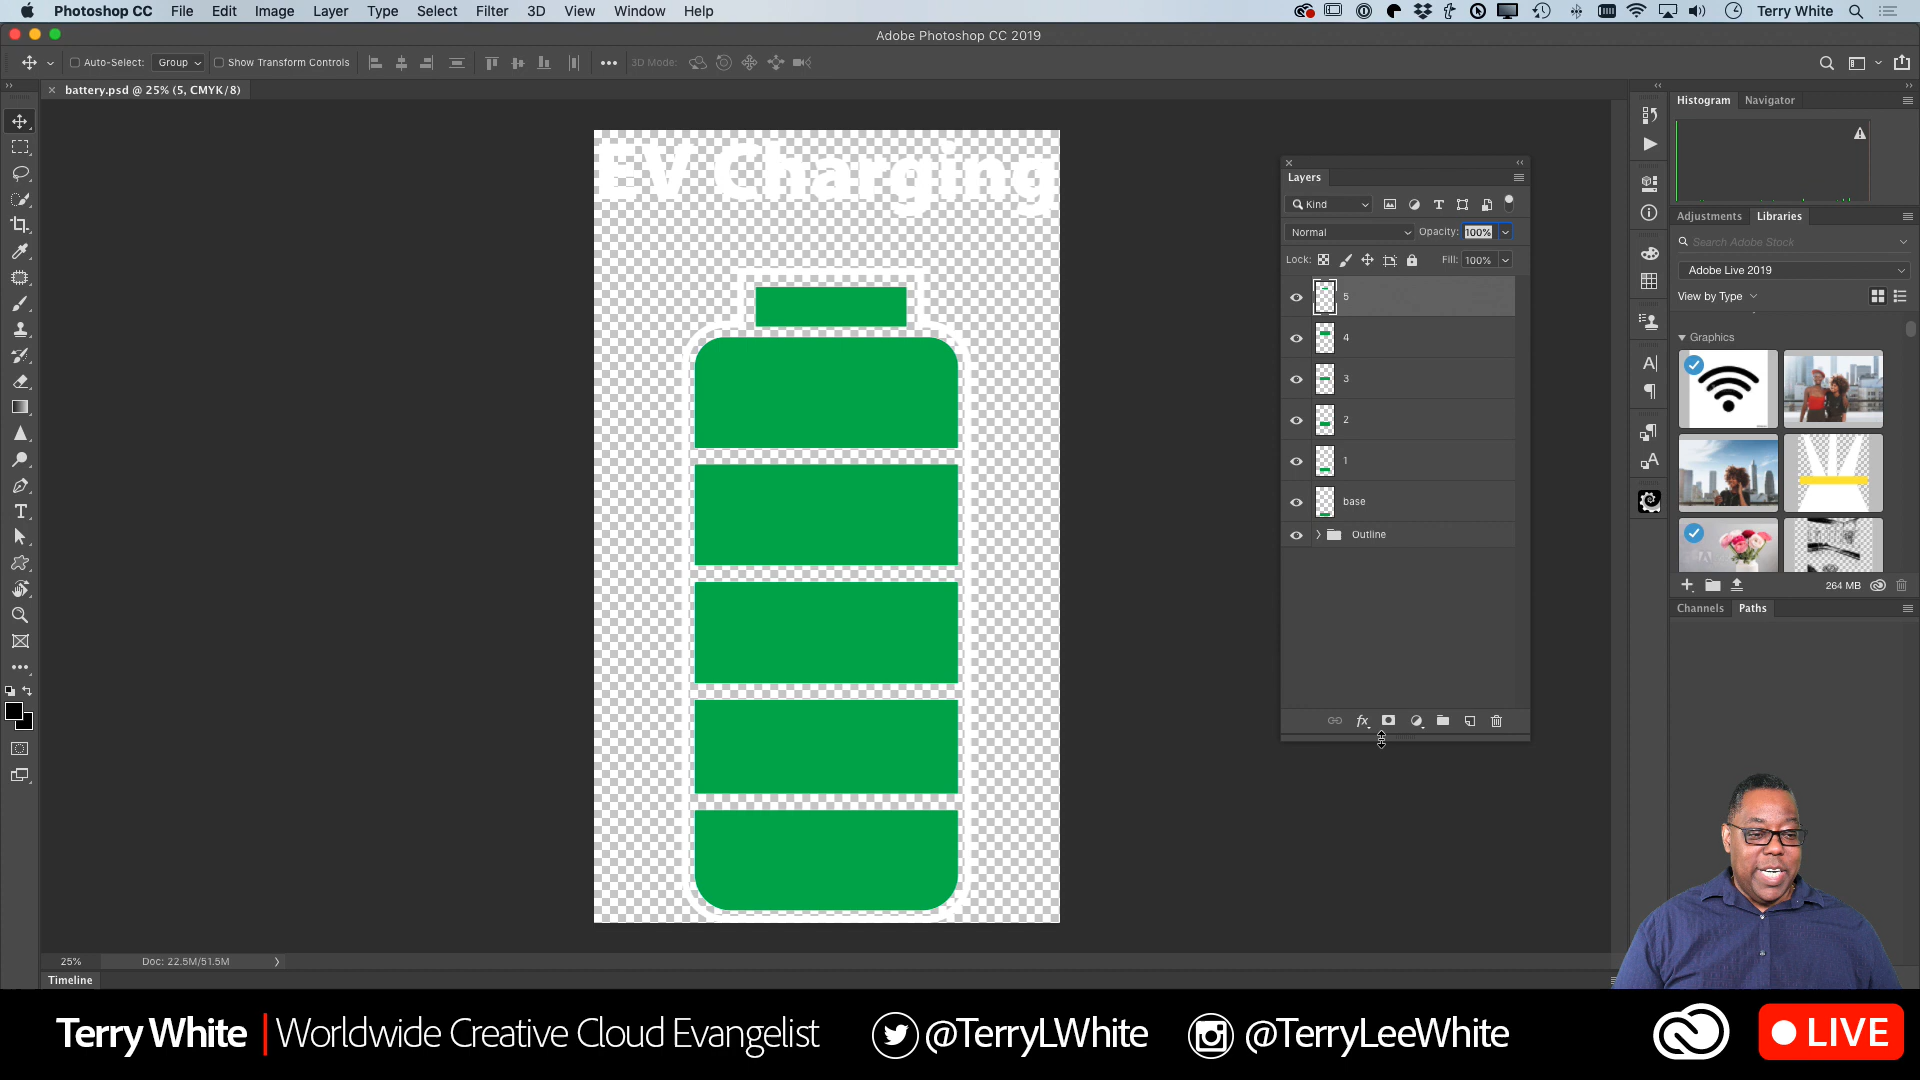 Photoshop CC File Edit Image Layer Type Select Filter 3D View Window Help Terry White
Adobe Photoshop CC 2019
Auto-Select: Group Show Transform Controls 3D Mode:
battery.psd @ 25% (5, CMYK/8)
EV Charging
Layers
Kind
Normal Opacity: 100%
Lock: Fill: 100%
5
4
3
2
1
base
Outline
Histogram Navigator
Adjustments Libraries
Search Adobe Stock
Adobe Live 2019
View by Type
Graphics
264 MB
Channels Paths
25% Doc: 22.5M/51.5M
Timeline
Terry White | Worldwide Creative Cloud Evangelist @TerryLWhite @TerryLeeWhite LIVE